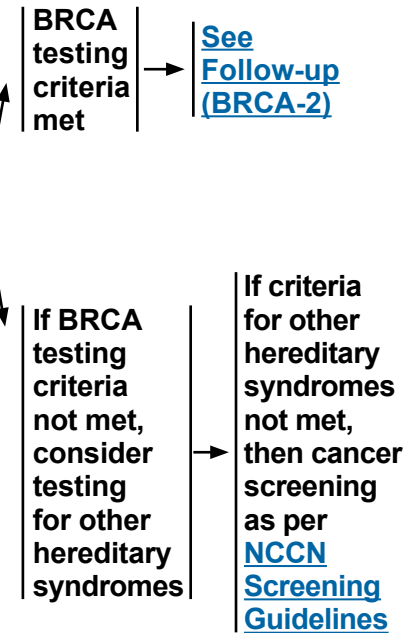 BRCA
testing
criteria
met
See
Follow-up
(BRCA-2)
If BRCA
testing
criteria
not met,
consider
testing
for other
hereditary
syndromes
If criteria
for other
hereditary
syndromes
not met,
then cancer
screening
as per
NCCN
Screening
Guidelines